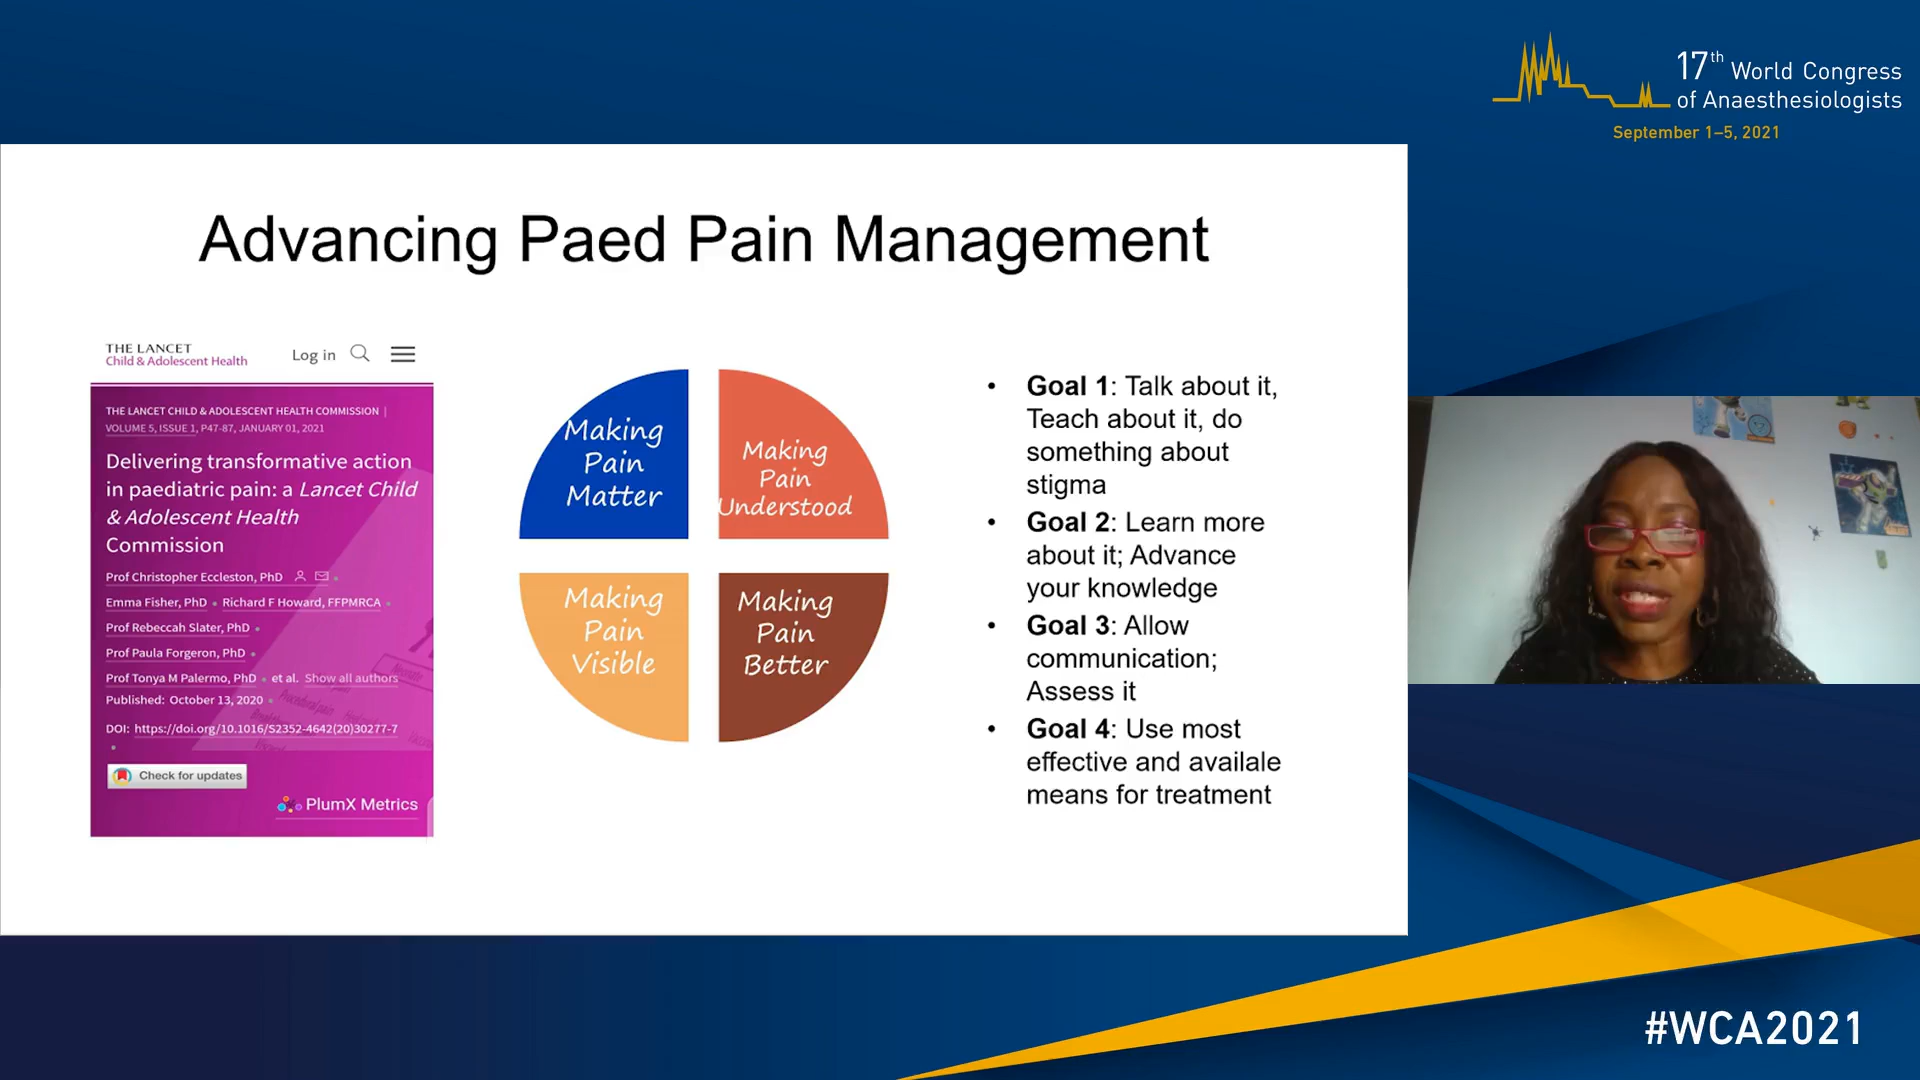 17th World Congress
of Anaesthesiologists
September 1–5, 2021
Advancing Paed Pain Management
THE LANCET
Child & Adolescent Health
Log in
THE LANCET CHILD & ADOLESCENT HEALTH COMMISSION |
VOLUME 5, ISSUE 1, P47-87, JANUARY 01, 2021
Delivering transformative action
in paediatric pain: a Lancet Child
& Adolescent Health
Commission
Prof Christopher Eccleston, PhD
Emma Fisher, PhD • Richard F Howard, FFPMRCA •
Prof Rebeccah Slater, PhD •
Prof Paula Forgeron, PhD •
Prof Tonya M Palermo, PhD • et al. Show all authors
Published: October 13, 2020 •
DOI: https://doi.org/10.1016/S2352-4642(20)30277-7
Check for updates
PlumX Metrics
Making
Pain
Matter
Making
Pain
Understood
Making
Pain
Visible
Making
Pain
Better
• Goal 1: Talk about it,
Teach about it, do
something about
stigma
• Goal 2: Learn more
about it; Advance
your knowledge
• Goal 3: Allow
communication;
Assess it
• Goal 4: Use most
effective and availale
means for treatment
#WCA2021